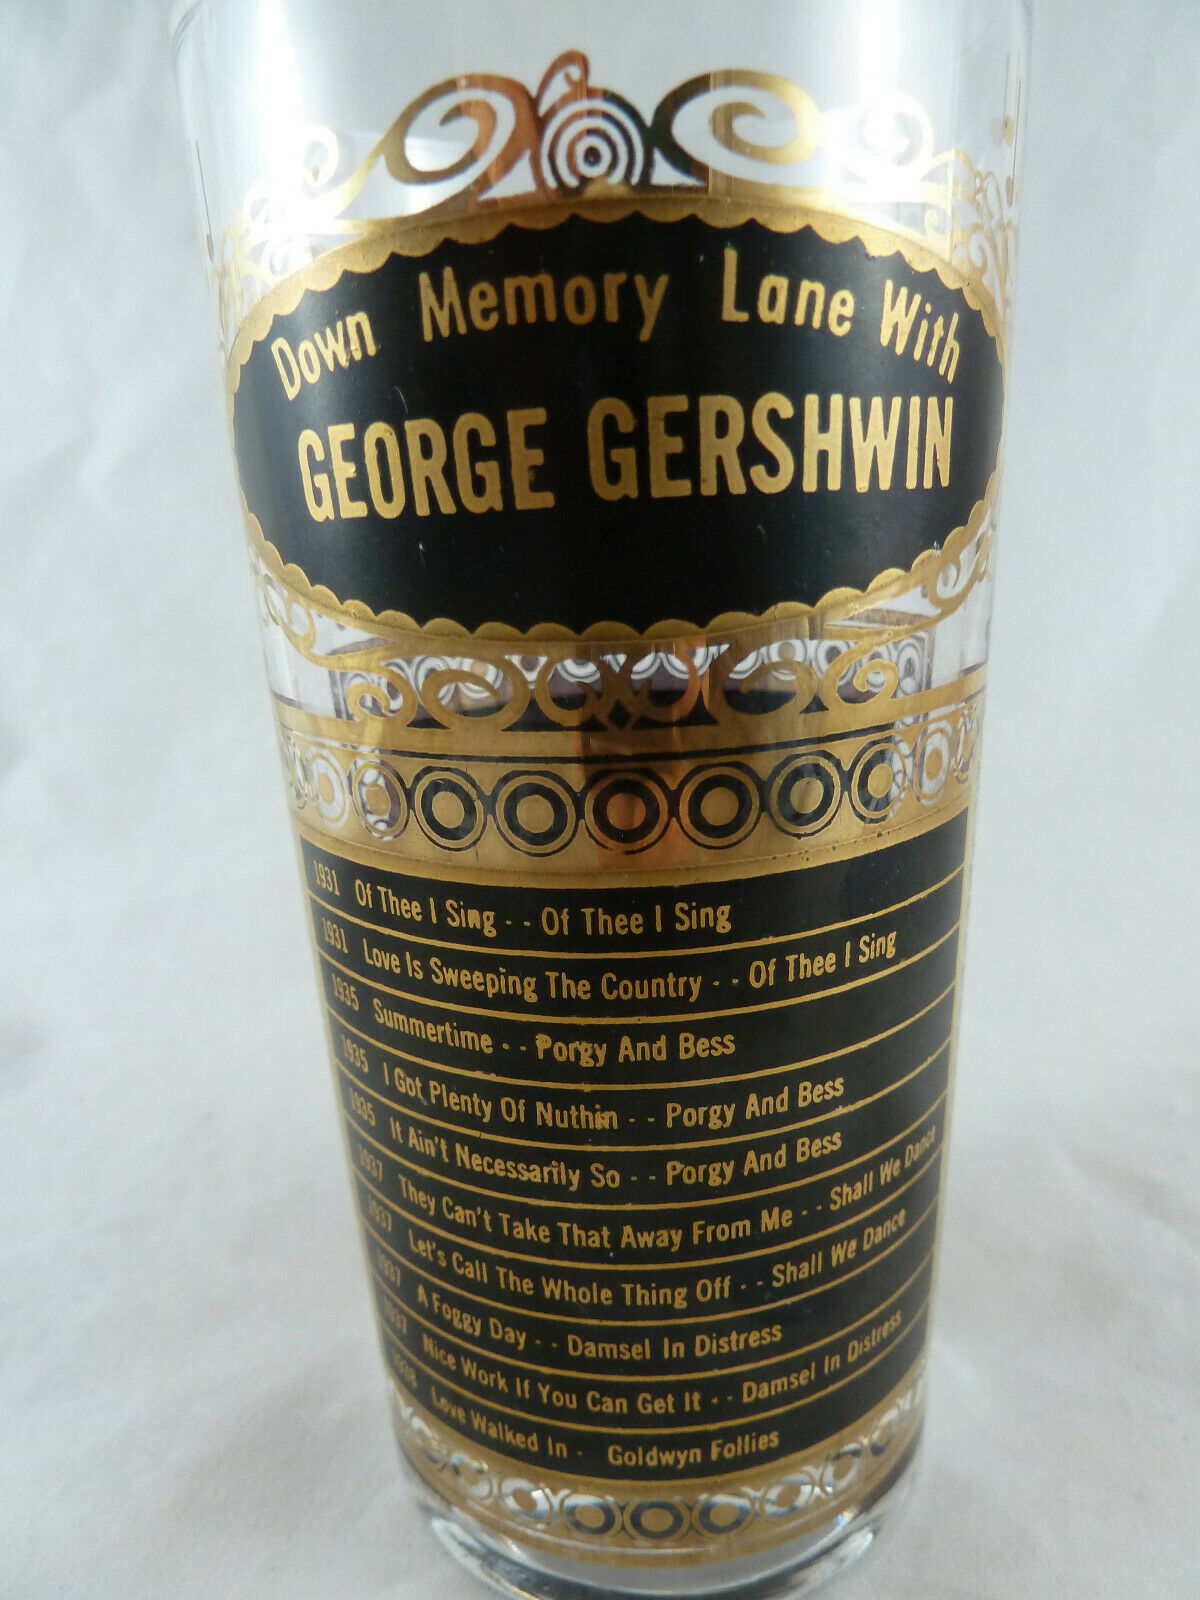 Down Memory Lane With
GEORGE GERSHWIN
1931 Of Thee I Sing - - Of Thee I Sing
1931 Love Is Sweeping The Country - - Of Thee I Sing
1935 Summertime - - Porgy And Bess
1935 I Got Plenty Of Nuthin - - Porgy And Bess
1935 It Ain't Necessarily So - - Porgy And Bess
1937 They Can't Take That Away From Me - - Shall We Dance
1937 Let's Call The Whole Thing Off - - Shall We Dance
1937 A Foggy Day - - Damsel In Distress
1937 Nice Work If You Can Get It - - Damsel In Distress
1938 Love Walked In - Goldwyn Follies